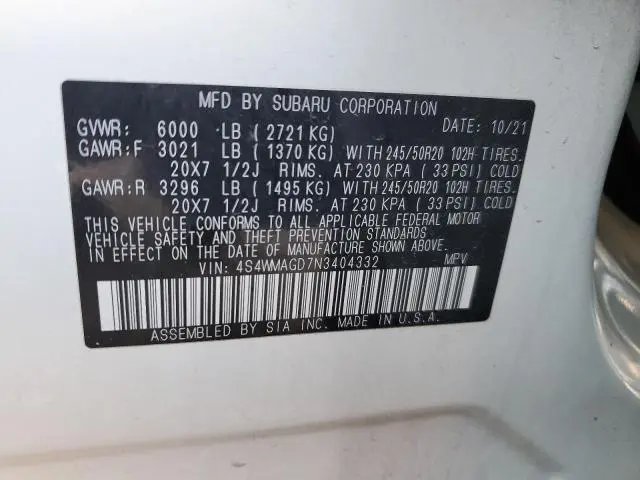 MFD BY SUBARU CORPORATION DATE: 10/21
GVWR: 6000 LB (2721 KG)
GAWR:F 3021 LB (1370 KG) WITH 245/50R20 102H TIRES.
20X7 1/2J RIMS. AT 230 KPA (33 PSI) COLD
GAWR:R 3296 LB (1495 KG) WITH 245/50R20 102H TIRES.
20X7 1/2J RIMS. AT 230 KPA (33 PSI) COLD
THIS VEHICLE CONFORMS TO ALL APPLICABLE FEDERAL MOTOR
VEHICLE SAFETY AND THEFT PREVENTION STANDARDS
IN EFFECT ON THE DATE OF MANUFACTURE SHOWN ABOVE.
VIN: 4S4WMAGD7N3404332 MPV
ASSEMBLED BY SIA INC. MADE IN U.S.A.